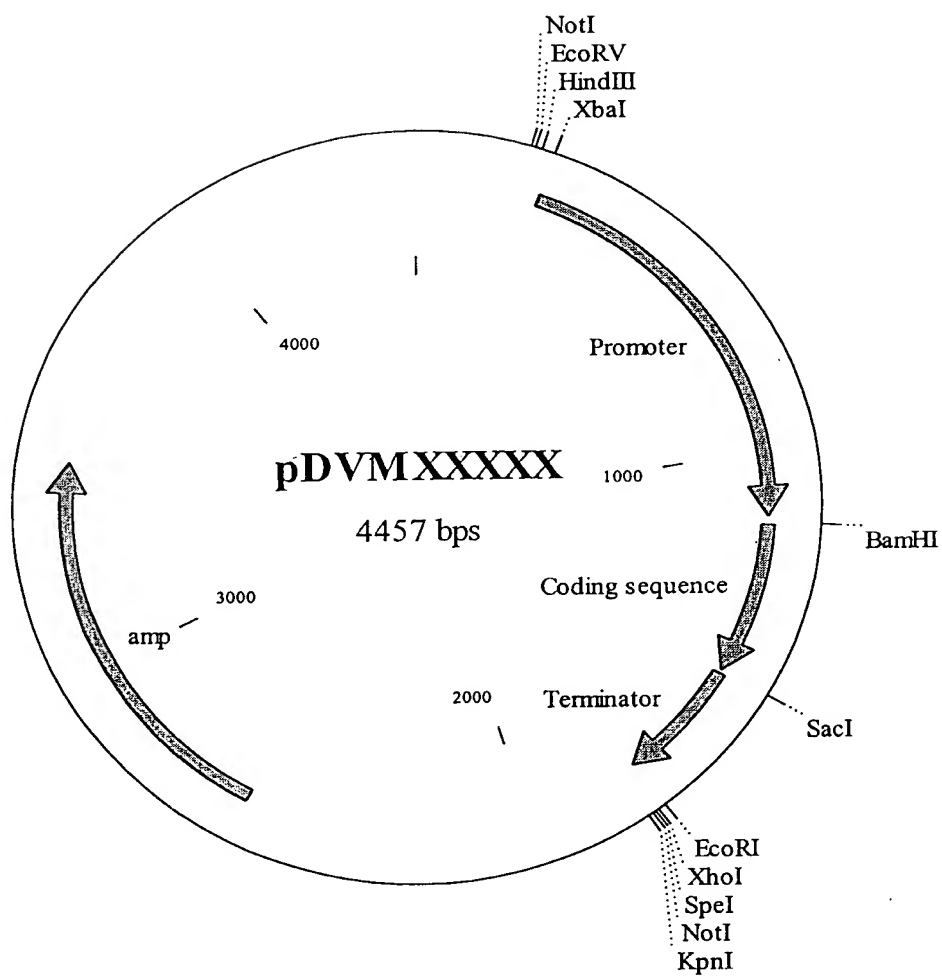 NotI
EcoRV
HindIII
XbaI
4000
Promoter
pDVMXXXXX
4457 bps
1000
BamHI
Coding sequence
3000
amp
2000
Terminator
SacI
EcoRI
XhoI
SpeI
NotI
KpnI